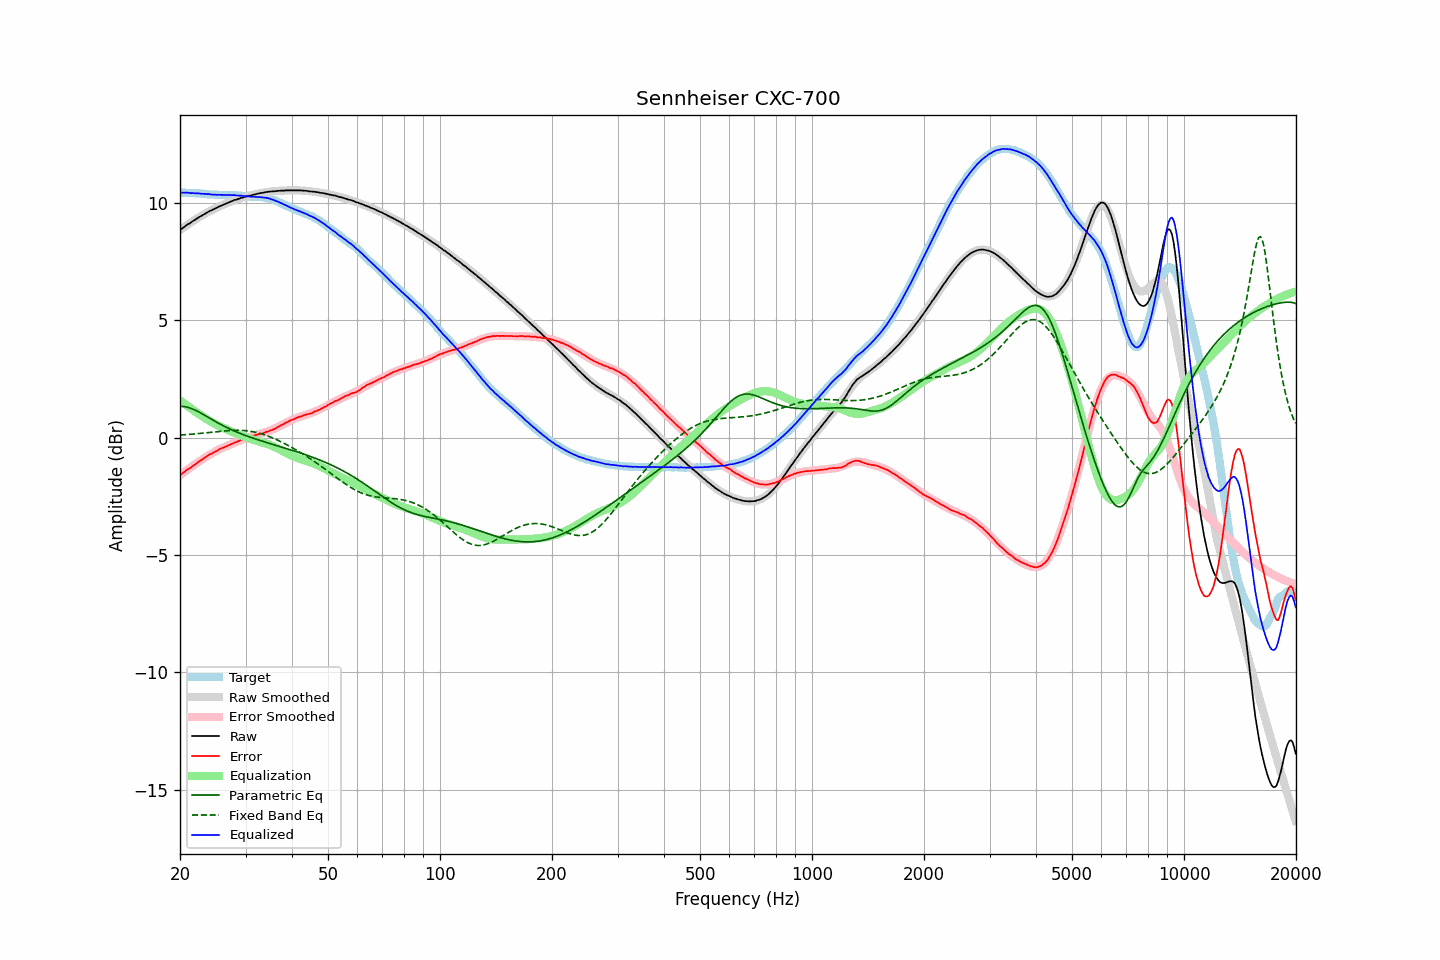 Sennheiser CXC-700
Amplitude (dBr)
10
5
0
−5
−10
−15
Target
Raw Smoothed
Error Smoothed
Raw
Error
Equalization
Parametric Eq
Fixed Band Eq
Equalized
20 50 100 200 500 1000 2000 5000 10000 20000
Frequency (Hz)